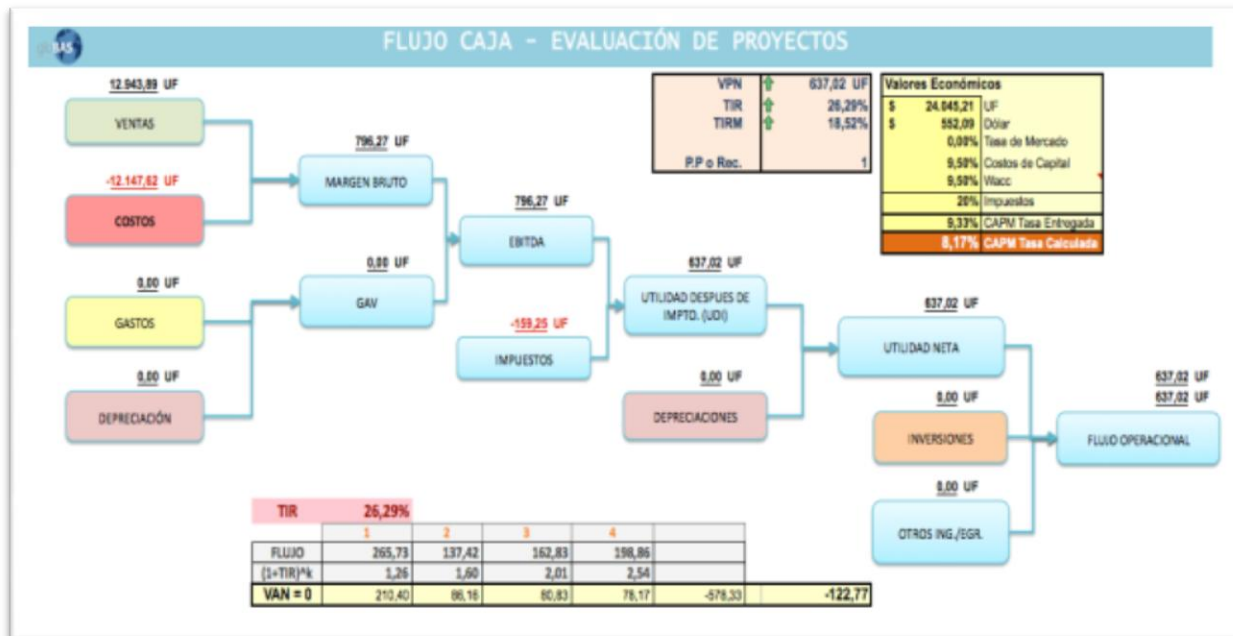 BAS
FLUJO CAJA - EVALUACIÓN DE PROYECTOS
12.943,89 UF
VENTAS
-12.147,62 UF
COSTOS
0,00 UF
GASTOS
0,00 UF
DEPRECIACIÓN
796,27 UF
MARGEN BRUTO
0,00 UF
GAV
796,27 UF
EBITDA
-159,25 UF
IMPUESTOS
637,02 UF
UTILIDAD DESPUES DE
IMPTO. (UDI)
0,00 UF
DEPRECIACIONES
637,02 UF
UTILIDAD NETA
0,00 UF
INVERSIONES
0,00 UF
OTROS ING./EGR.
637,02 UF
637,02 UF
FLUJO OPERACIONAL
VPN 637,02 UF
TIR 26,29%
TIRM 18,52%
P.P o Rec. 1
Valores Económicos
$ 24.045,21 UF
$ 552,09 Dólar
0,00% Tasa de Mercado
9,50% Costos de Capital
9,50% Wacc
20% Impuestos
9,33% CAPM Tasa Entregada
8,17% CAPM Tasa Calculada
TIR 26,29%
1 2 3 4
FLUJO 265,73 137,42 162,83 198,86
(1+TIR)^k 1,26 1,60 2,01 2,54
VAN = 0 210,40 86,16 80,83 78,17 -578,33 -122,77